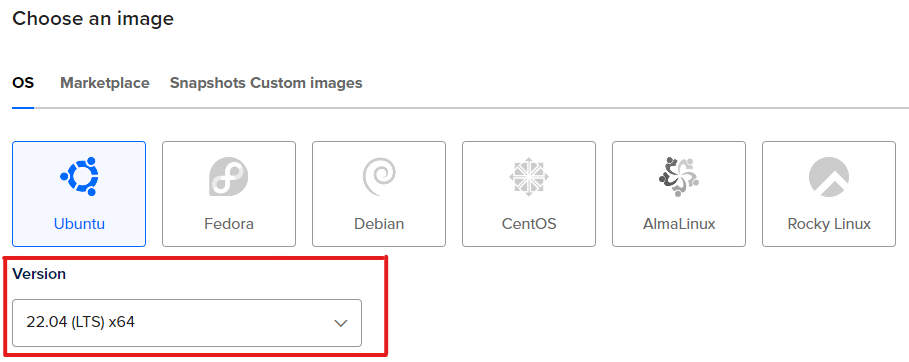 Choose an image
OS Marketplace Snapshots Custom images
Ubuntu Fedora Debian CentOS AlmaLinux Rocky Linux
Version
22.04 (LTS) x64